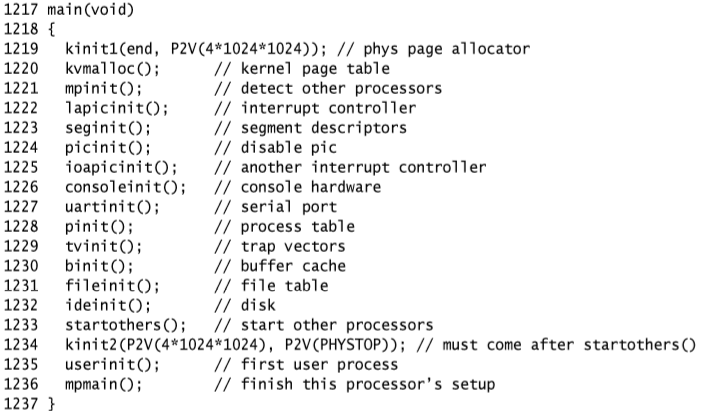 1217 main(void)
1218 {
1219   kinit1(end, P2V(4*1024*1024)); // phys page allocator
1220   kvmalloc();      // kernel page table
1221   mpinit();        // detect other processors
1222   lapicinit();     // interrupt controller
1223   seginit();       // segment descriptors
1224   picinit();       // disable pic
1225   ioapicinit();    // another interrupt controller
1226   consoleinit();   // console hardware
1227   uartinit();      // serial port
1228   pinit();         // process table
1229   tvinit();        // trap vectors
1230   binit();         // buffer cache
1231   fileinit();      // file table
1232   ideinit();       // disk
1233   startothers();   // start other processors
1234   kinit2(P2V(4*1024*1024), P2V(PHYSTOP)); // must come after startothers()
1235   userinit();      // first user process
1236   mpmain();        // finish this processor's setup
1237 }